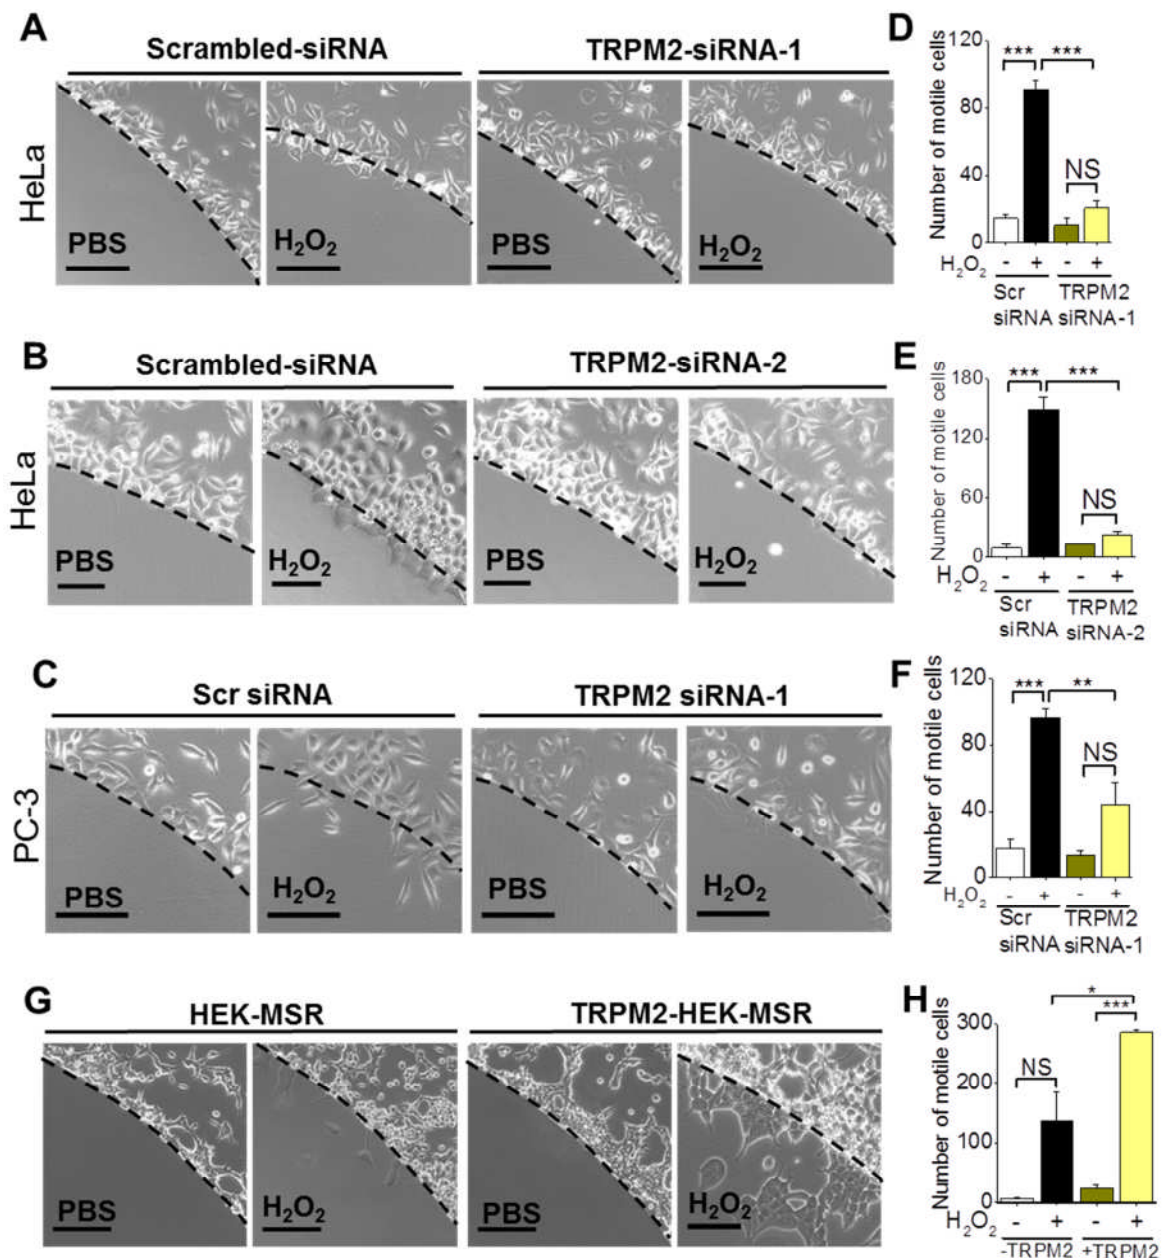 A
Scrambled-siRNA
TRPM2-siRNA-1
HeLa
PBS
H2O2
PBS
H2O2
D
Number of motile cells
120
80
40
0
***
***
NS
H2O2 - + - +
Scr siRNA
TRPM2 siRNA-1
B
Scrambled-siRNA
TRPM2-siRNA-2
HeLa
PBS
H2O2
PBS
H2O2
E
Number of motile cells
180
120
60
0
***
***
NS
H2O2 - + - +
Scr siRNA
TRPM2 siRNA-2
C
Scr siRNA
TRPM2 siRNA-1
PC-3
PBS
H2O2
PBS
H2O2
F
Number of motile cells
120
80
40
0
***
**
NS
H2O2 - + - +
Scr siRNA
TRPM2 siRNA-1
G
HEK-MSR
TRPM2-HEK-MSR
PBS
H2O2
PBS
H2O2
H
Number of motile cells
300
200
100
0
*
***
NS
H2O2 - + - +
-TRPM2 +TRPM2